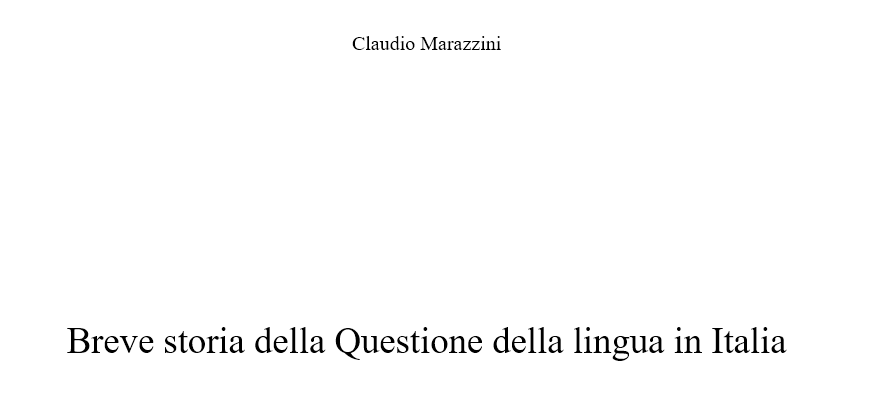 Claudio Marazzini
Breve storia della Questione della lingua in Italia